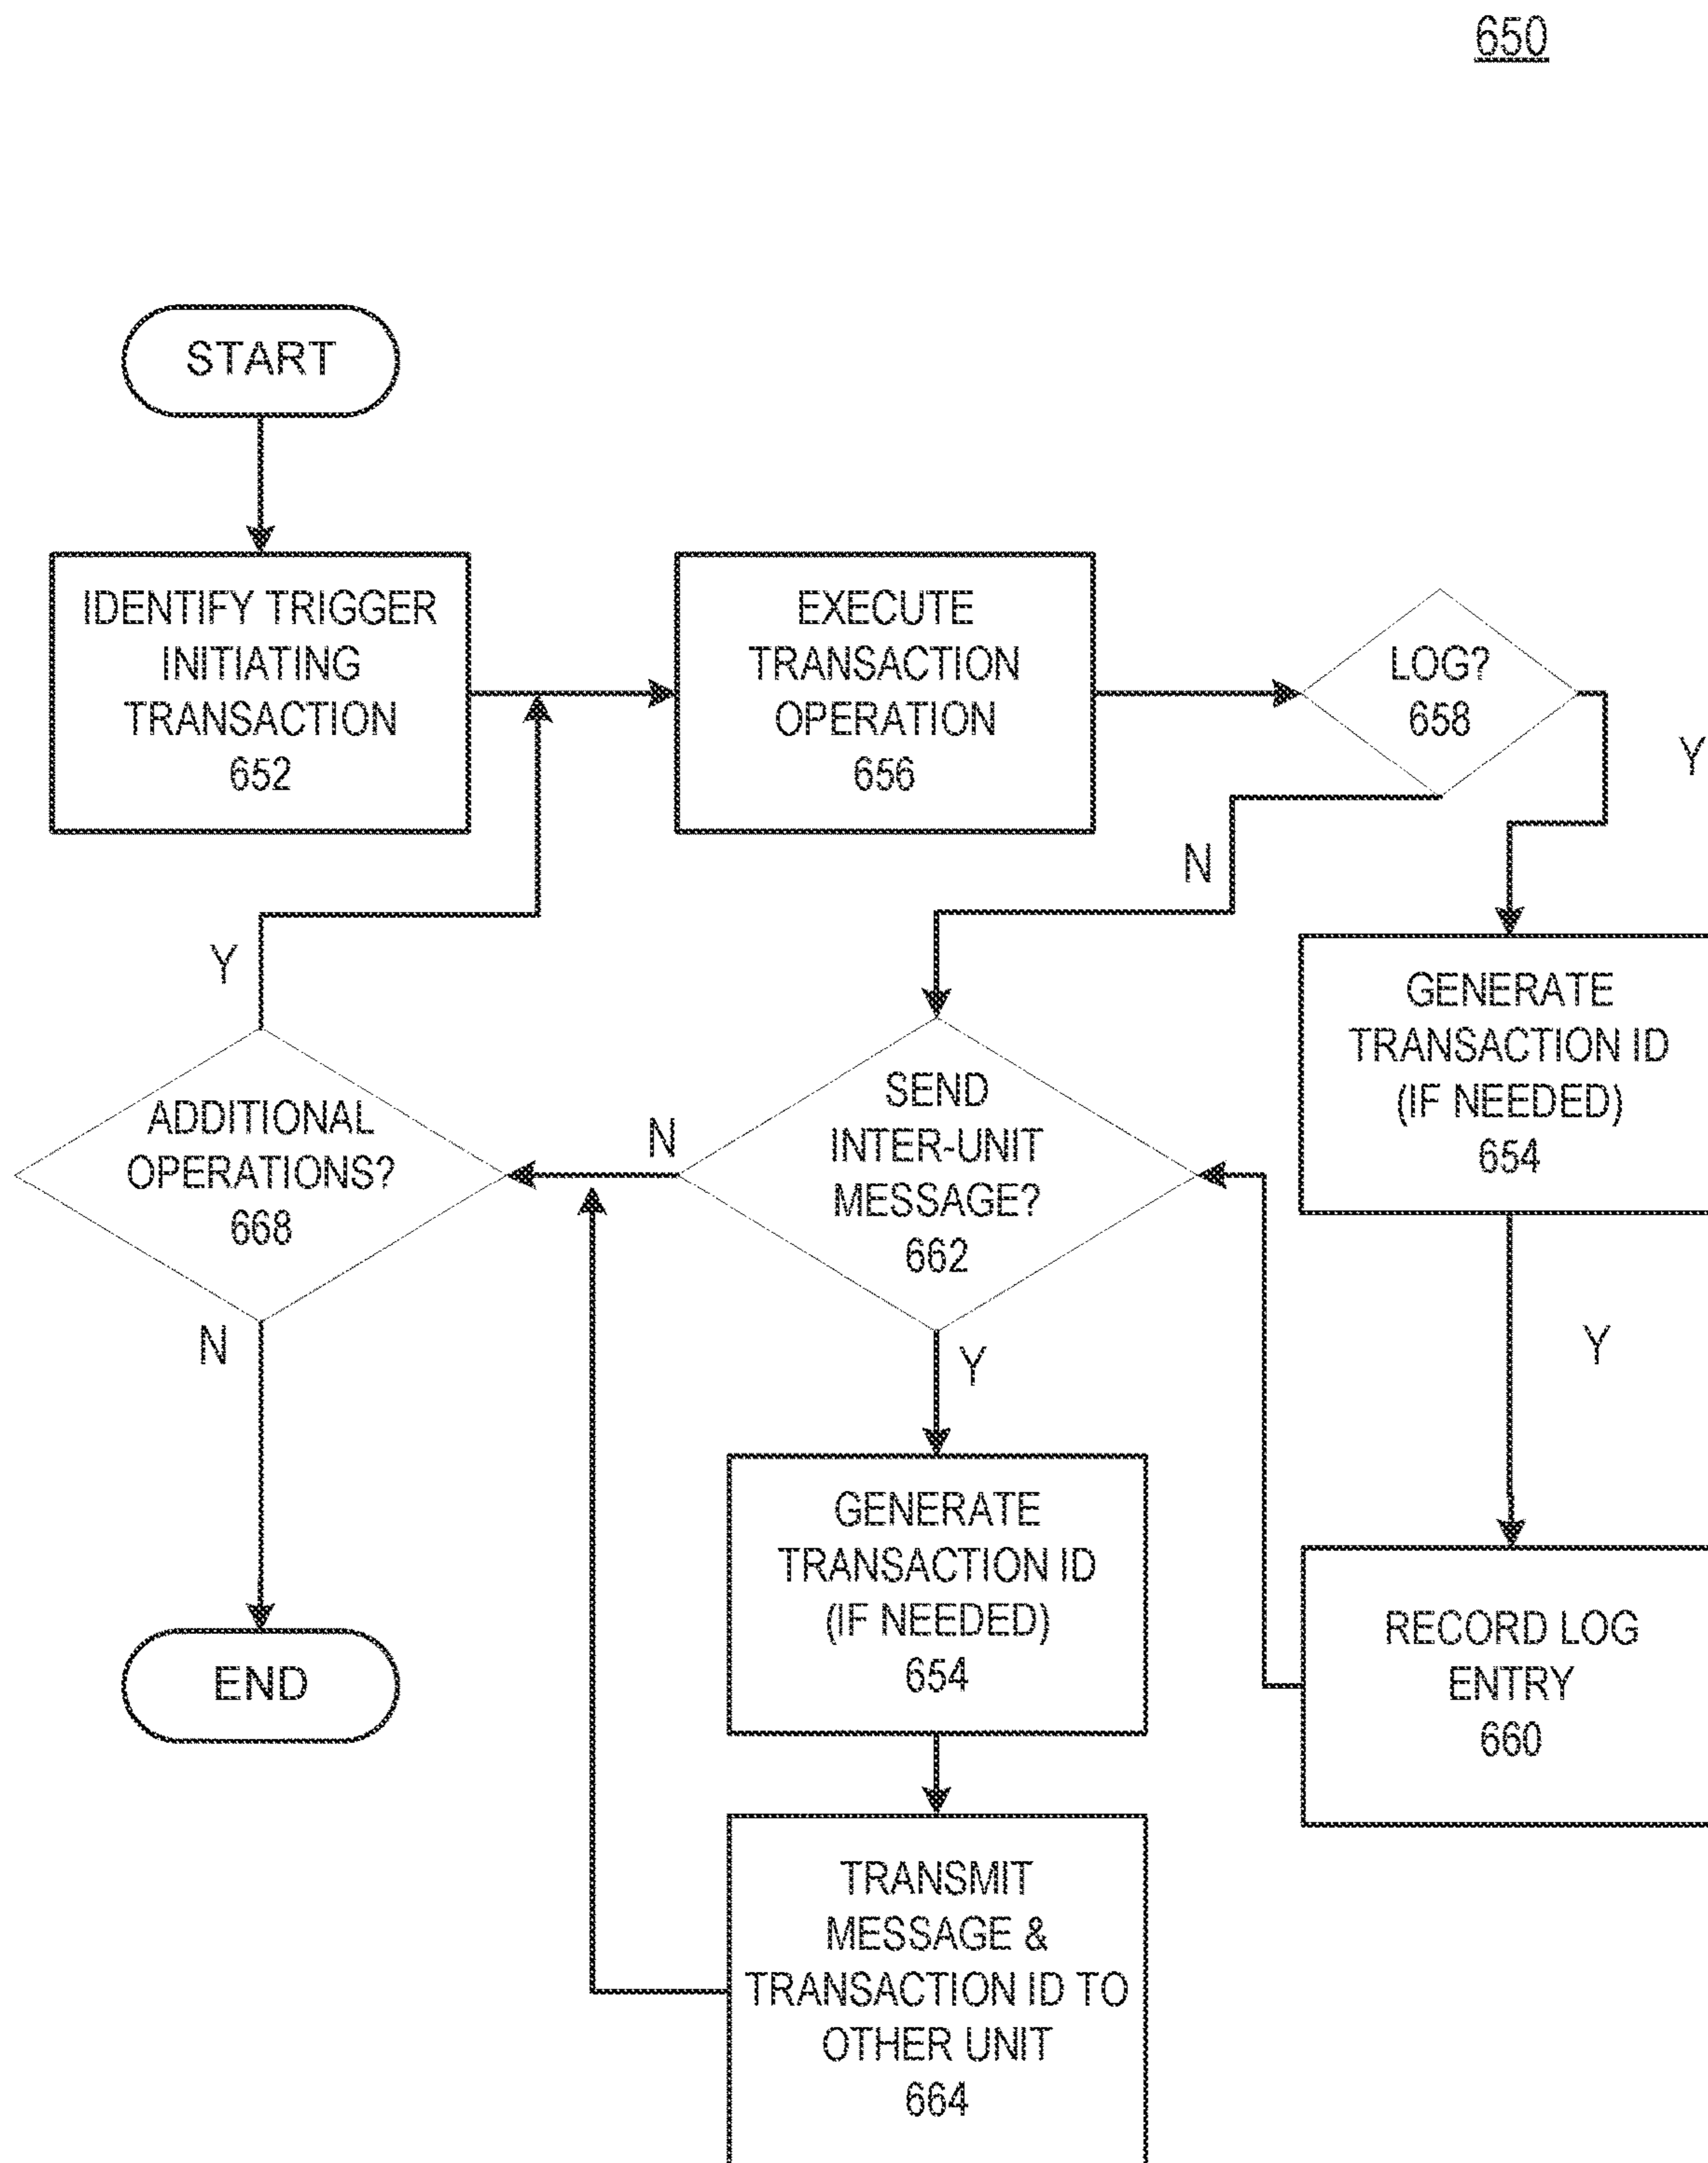 650
START
IDENTIFY TRIGGER
INITIATING
TRANSACTION
652
EXECUTE
TRANSACTION
OPERATION
656
LOG?
658
Y
N
Y
GENERATE
TRANSACTION ID
(IF NEEDED)
654
ADDITIONAL
OPERATIONS?
668
N
SEND
INTER-UNIT
MESSAGE?
662
N
Y
Y
GENERATE
TRANSACTION ID
(IF NEEDED)
654
END
RECORD LOG
ENTRY
660
TRANSMIT
MESSAGE &
TRANSACTION ID TO
OTHER UNIT
664